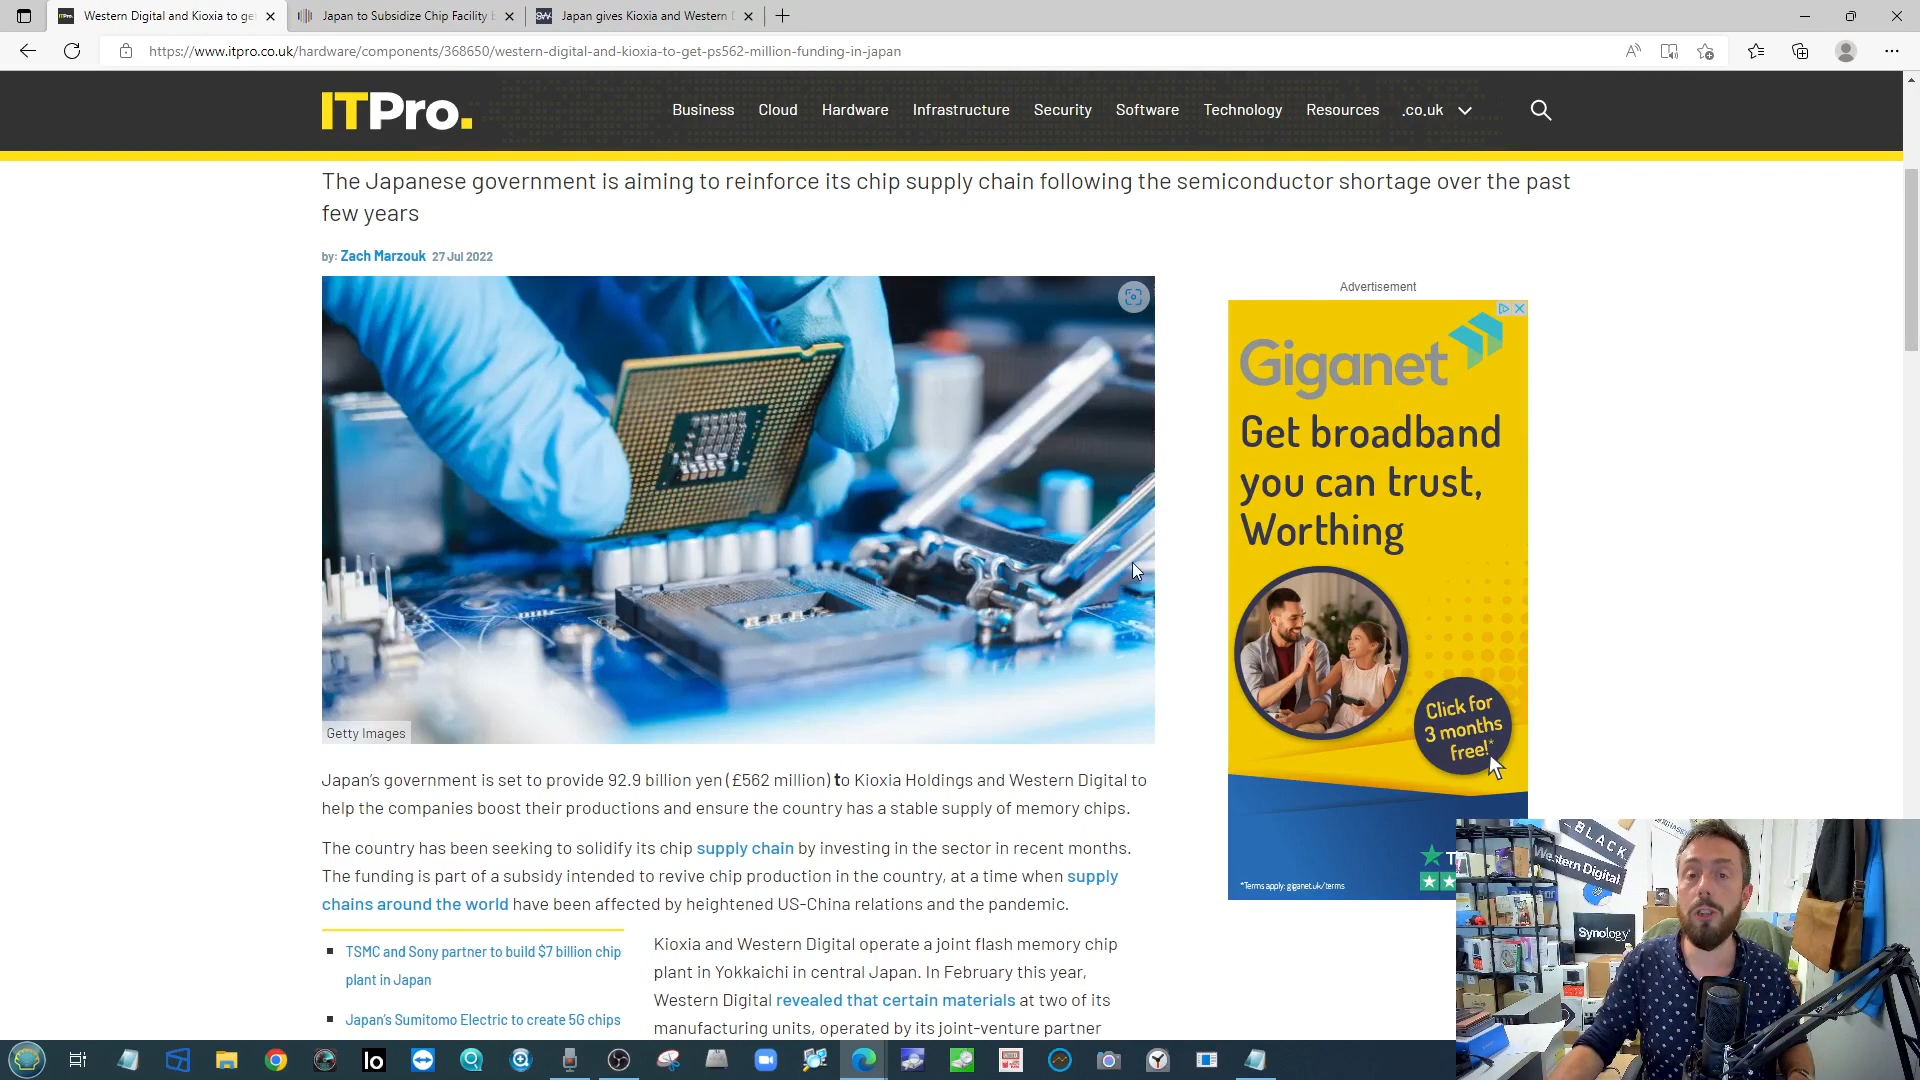 Western Digital and Kioxia to ge
Japan to Subsidize Chip Facility b
Japan gives Kioxia and Western D
https://www.itpro.co.uk/hardware/components/368650/western-digital-and-kioxia-to-get-ps562-million-funding-in-japan
ITPro.
Business Cloud Hardware Infrastructure Security Software Technology Resources .co.uk
The Japanese government is aiming to reinforce its chip supply chain following the semiconductor shortage over the past
few years
by: Zach Marzouk 27 Jul 2022
Getty Images
Advertisement
Giganet
Get broadband
you can trust,
Worthing
Click for
3 months
free!*
*Terms apply: giganet.uk/terms
Japan's government is set to provide 92.9 billion yen (£562 million) to Kioxia Holdings and Western Digital to
help the companies boost their productions and ensure the country has a stable supply of memory chips.
The country has been seeking to solidify its chip supply chain by investing in the sector in recent months.
The funding is part of a subsidy intended to revive chip production in the country, at a time when supply
chains around the world have been affected by heightened US-China relations and the pandemic.
TSMC and Sony partner to build $7 billion chip
plant in Japan
Japan's Sumitomo Electric to create 5G chips
Kioxia and Western Digital operate a joint flash memory chip
plant in Yokkaichi in central Japan. In February this year,
Western Digital revealed that certain materials at two of its
manufacturing units, operated by its joint-venture partner
BLACK
Western Digital
Synology
Io